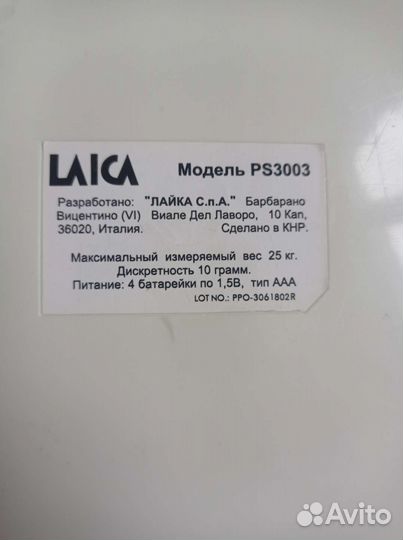 LAICA Модель PS3003
Разработано: "ЛАЙКА С.п.А." Барбарано
Вицентино (VI) Виале Дел Лаворо, 10 Кап,
36020, Италия. Сделано в КНР.
Максимальный измеряемый вес 25 кг.
Дискретность 10 грамм.
Питание: 4 батарейки по 1,5В, тип ААА
LOT NO.: PPO-3061802R
Avito